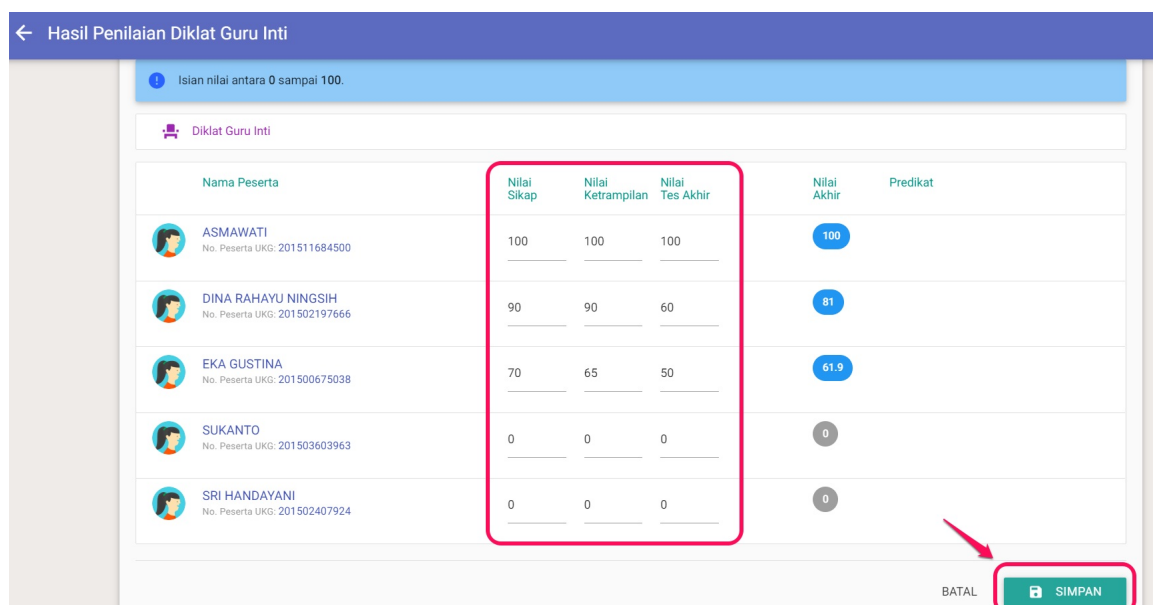 Hasil Penilaian Diklat Guru Inti
Isian nilai antara 0 sampai 100.
Diklat Guru Inti
Nama Peserta Nilai Sikap Nilai Ketrampilan Nilai Tes Akhir Nilai Akhir Predikat
ASMAWATI
No. Peserta UKG: 201511684500
100 100 100 100
DINA RAHAYU NINGSIH
No. Peserta UKG: 201502197666
90 90 60 81
EKA GUSTINA
No. Peserta UKG: 201500675038
70 65 50 61.9
SUKANTO
No. Peserta UKG: 201503603963
0 0 0 0
SRI HANDAYANI
No. Peserta UKG: 201502407924
0 0 0 0
BATAL SIMPAN